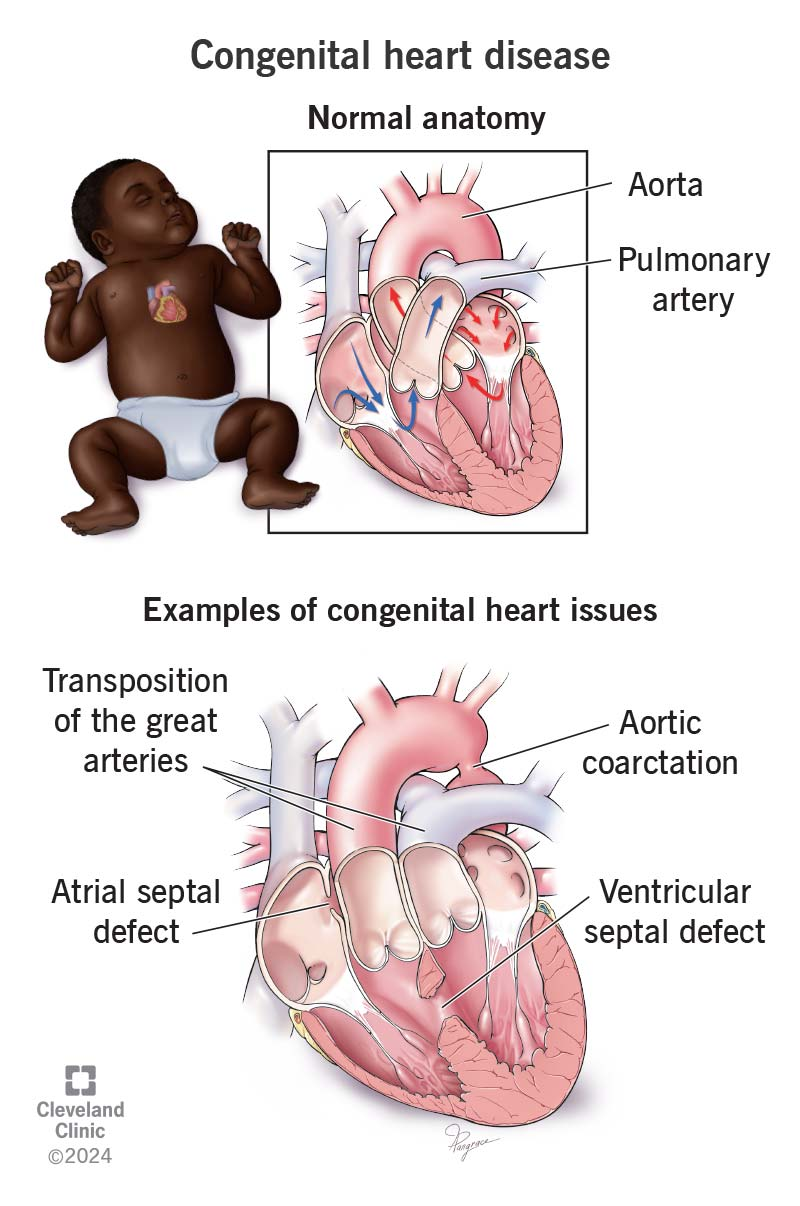 Congenital heart disease
Normal anatomy
Aorta
Pulmonary
artery
Examples of congenital heart issues
Transposition
of the great
arteries
Aortic
coarctation
Atrial septal
defect
Ventricular
septal defect
Cleveland
Clinic
©2024
Pangrace